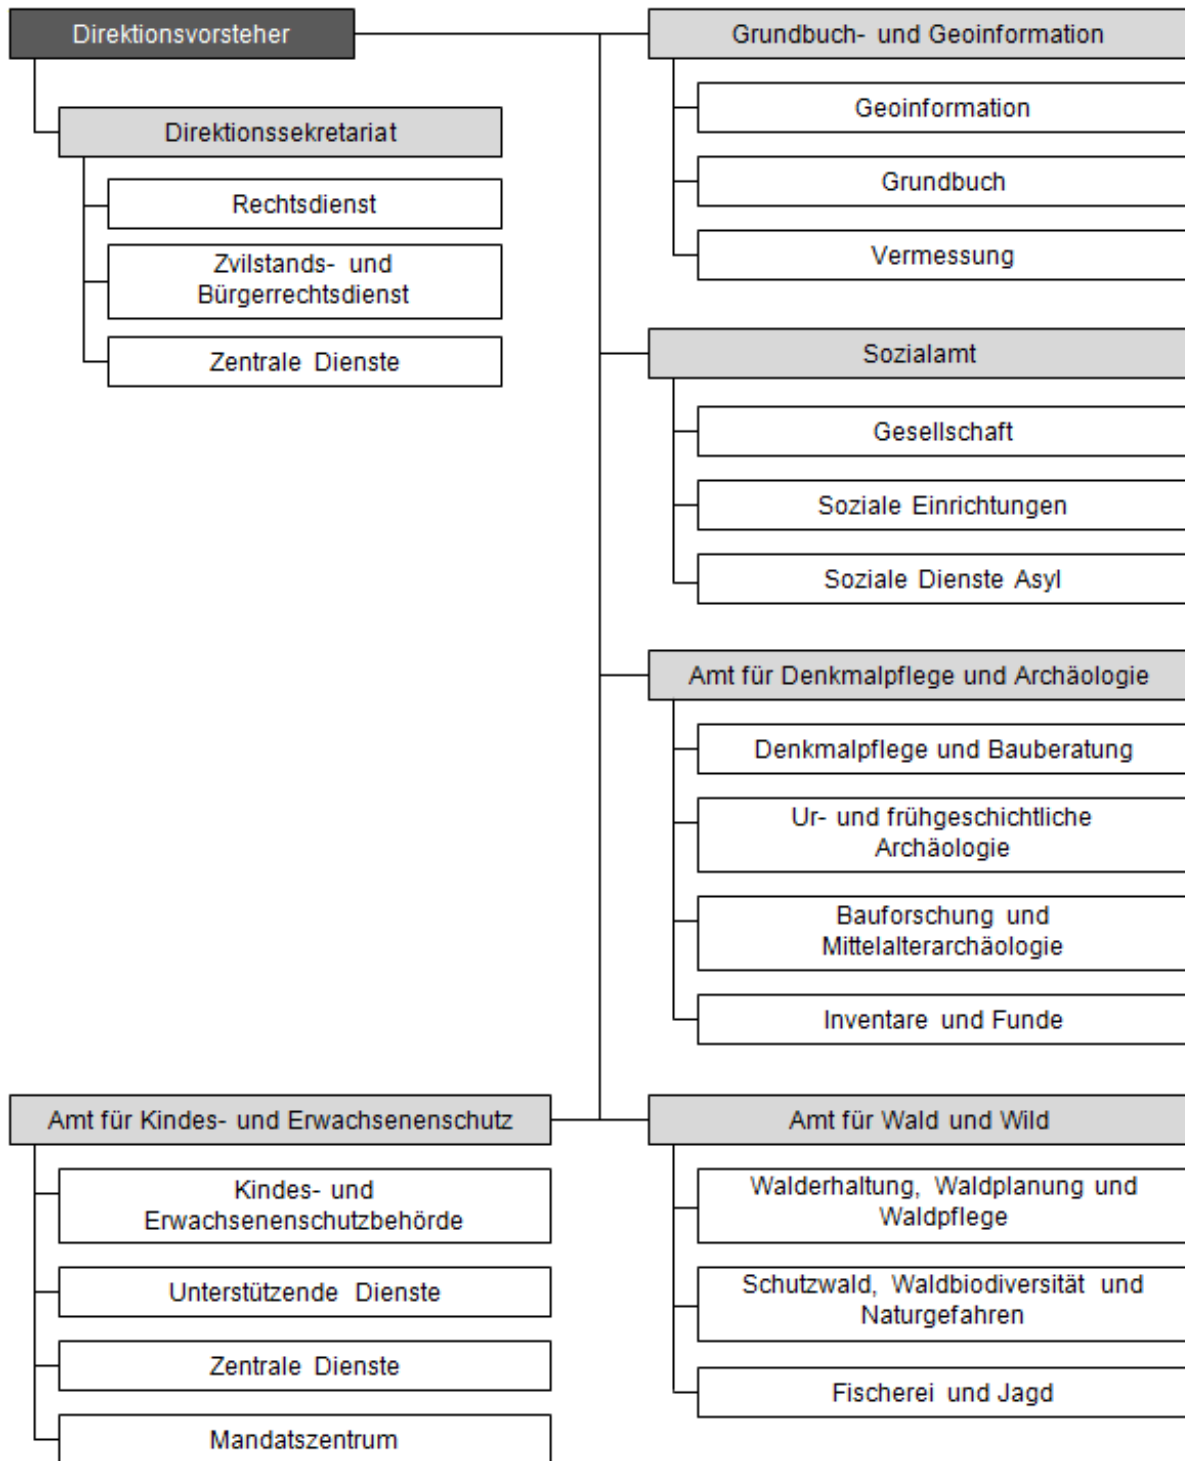 Direktionsvorsteher
Direktionssekretariat
Rechtsdienst
Zvilstands- und
Bürgerrechtsdienst
Zentrale Dienste
Grundbuch- und Geoinformation
Geoinformation
Grundbuch
Vermessung
Sozialamt
Gesellschaft
Soziale Einrichtungen
Soziale Dienste Asyl
Amt für Denkmalpflege und Archäologie
Denkmalpflege und Bauberatung
Ur- und frühgeschichtliche
Archäologie
Bauforschung und
Mittelalterarchäologie
Inventare und Funde
Amt für Kindes- und Erwachsenenschutz
Kindes- und
Erwachsenenschutzbehörde
Unterstützende Dienste
Zentrale Dienste
Mandatszentrum
Amt für Wald und Wild
Walderhaltung, Waldplanung und
Waldpflege
Schutzwald, Waldbiodiversität und
Naturgefahren
Fischerei und Jagd